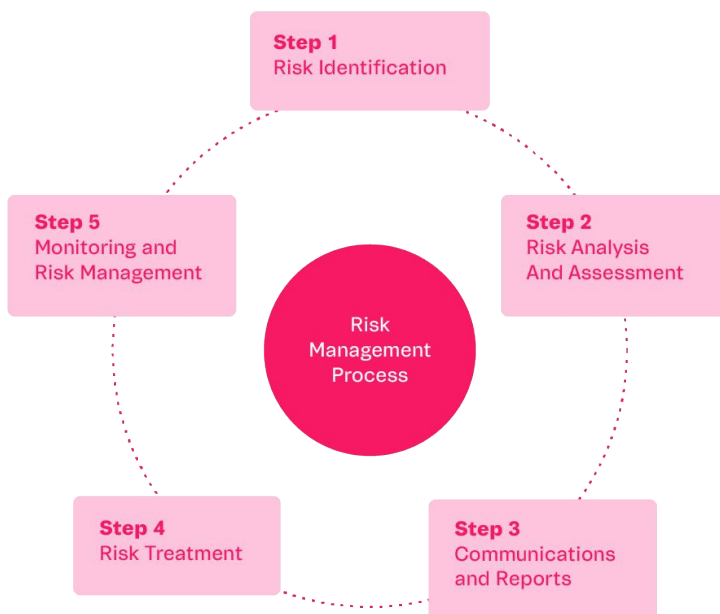 Step 1
Risk Identification
Step 2
Risk Analysis
And Assessment
Step 3
Communications
and Reports
Step 4
Risk Treatment
Step 5
Monitoring and
Risk Management
Risk
Management
Process